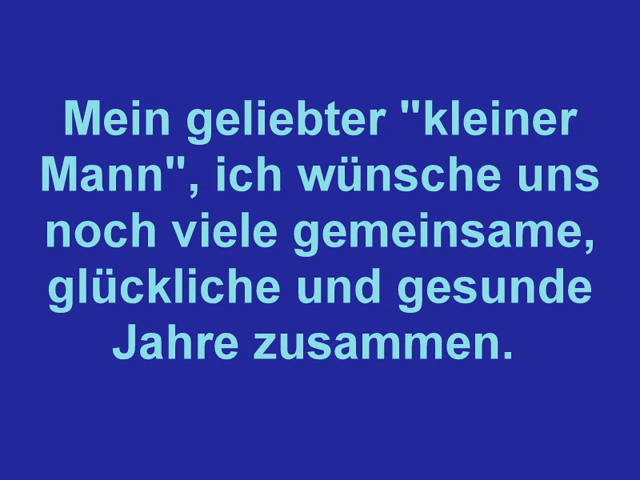 Mein geliebter "kleiner
Mann", ich wünsche uns
noch viele gemeinsame,
glückliche und gesunde
Jahre zusammen.